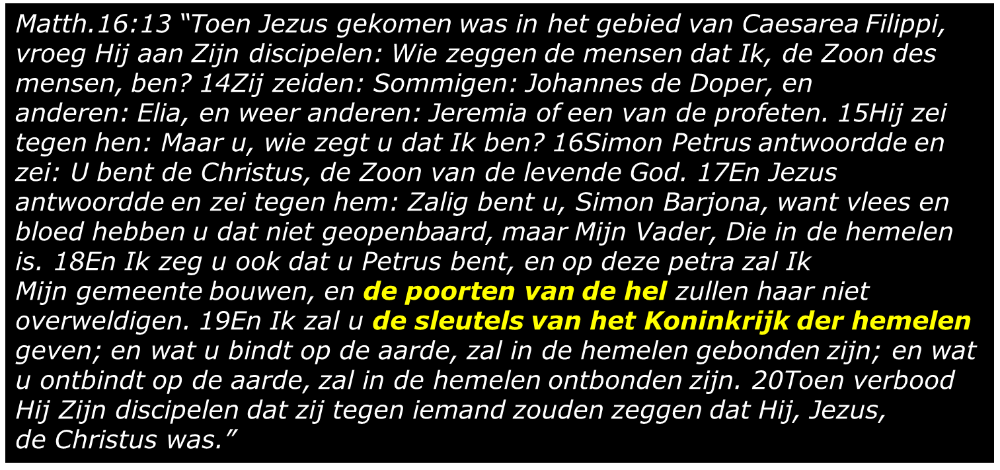 Matth.16:13 “Toen Jezus gekomen was in het gebied van Caesarea Filippi,
vroeg Hij aan Zijn discipelen: Wie zeggen de mensen dat Ik, de Zoon des
mensen, ben? 14Zij zeiden: Sommigen: Johannes de Doper, en
anderen: Elia, en weer anderen: Jeremia of een van de profeten. 15Hij zei
tegen hen: Maar u, wie zegt u dat Ik ben? 16Simon Petrus antwoordde en
zei: U bent de Christus, de Zoon van de levende God. 17En Jezus
antwoordde en zei tegen hem: Zalig bent u, Simon Barjona, want vlees en
bloed hebben u dat niet geopenbaard, maar Mijn Vader, Die in de hemelen
is. 18En Ik zeg u ook dat u Petrus bent, en op deze petra zal Ik
Mijn gemeente bouwen, en de poorten van de hel zullen haar niet
overweldigen. 19En Ik zal u de sleutels van het Koninkrijk der hemelen
geven; en wat u bindt op de aarde, zal in de hemelen gebonden zijn; en wat
u ontbindt op de aarde, zal in de hemelen ontbonden zijn. 20Toen verbood
Hij Zijn discipelen dat zij tegen iemand zouden zeggen dat Hij, Jezus,
de Christus was.”